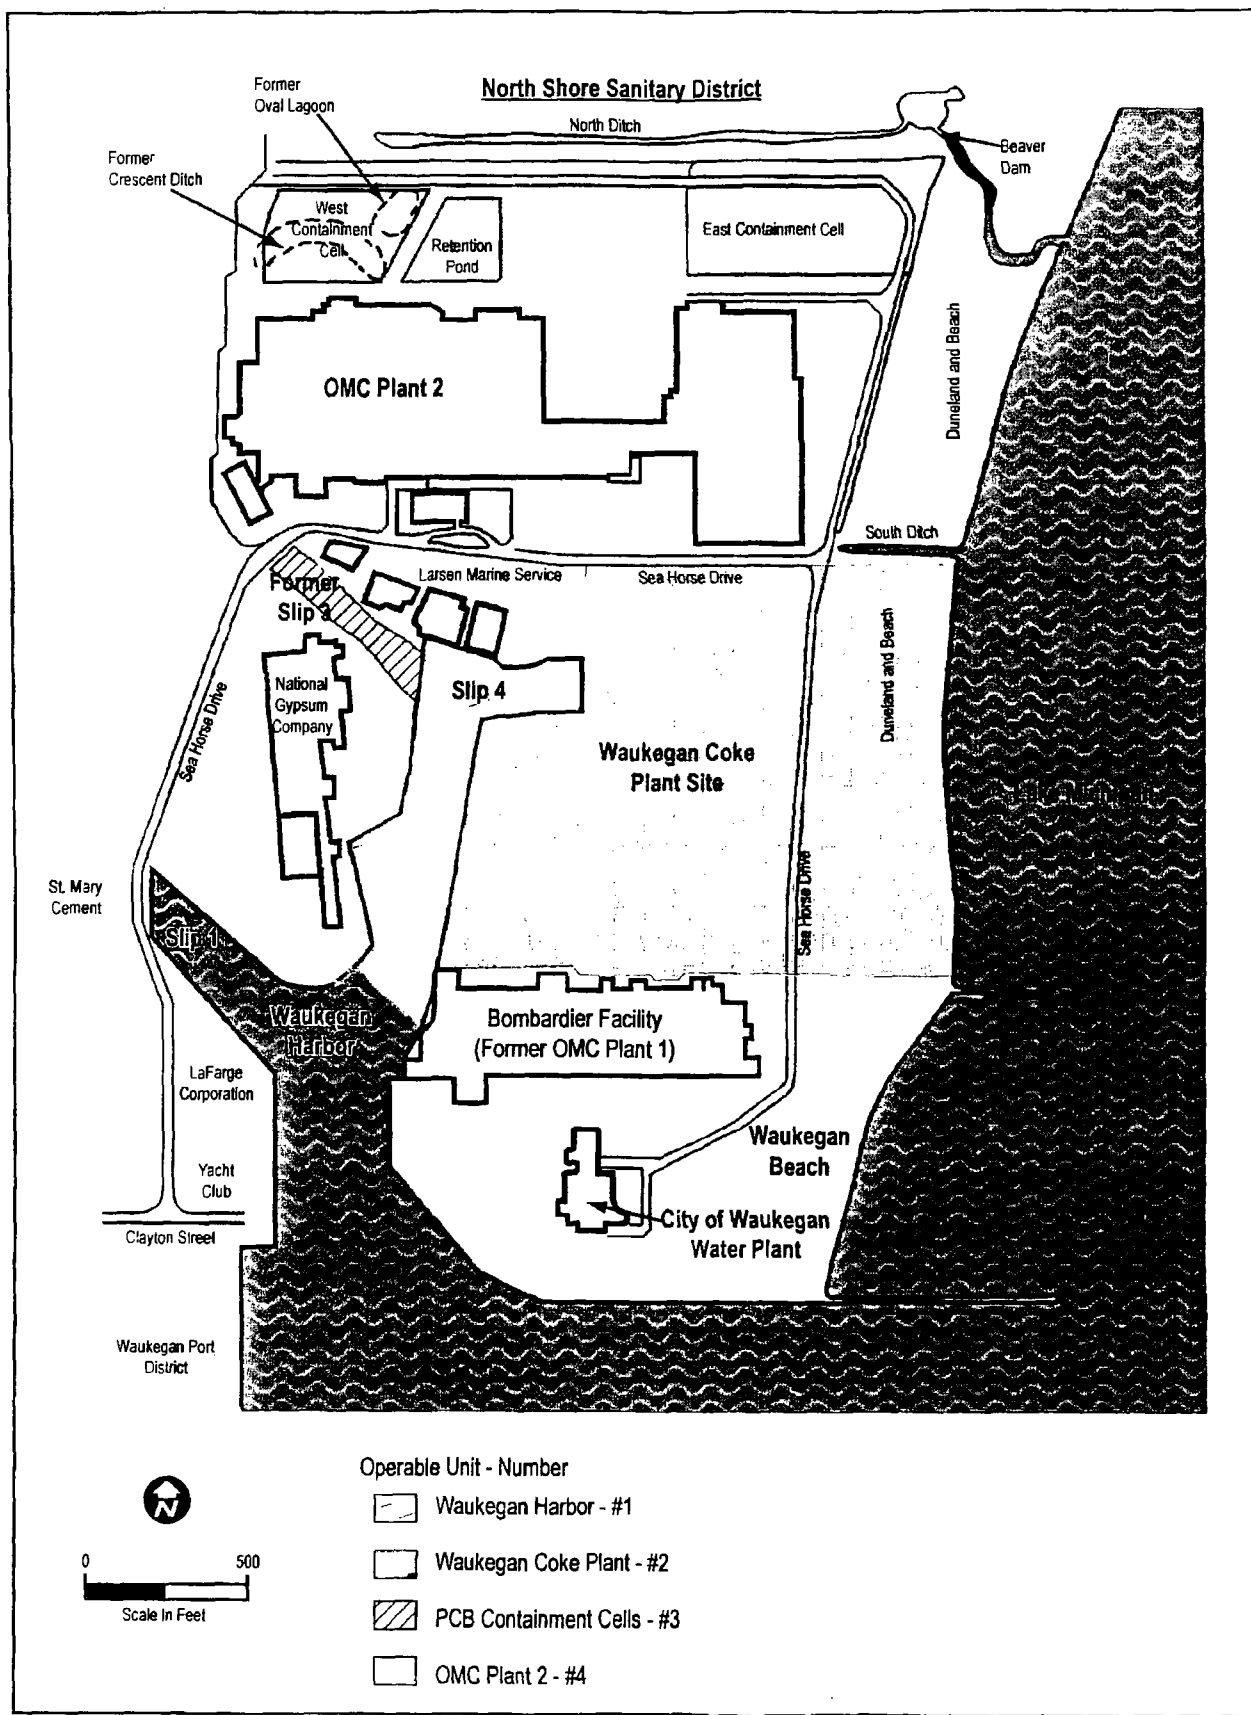 North Shore Sanitary District
Former
Oval Lagoon
North Ditch
Beaver
Dam
Former
Crescent Ditch
West
Containment
Cell
Retention
Pond
East Containment Cell
Duneland and Beach
OMC Plant 2
South Ditch
Larsen Marine Service
Sea Horse Drive
Former
Slip 3
Duneland and Beach
National
Gypsum
Company
Slip 4
Sea Horse Drive
Waukegan Coke
Plant Site
St. Mary
Cement
Sea Horse Drive
Slip 1
Waukegan
Harbor
Bombardier Facility
(Former OMC Plant 1)
LaFarge
Corporation
Waukegan
Beach
Yacht
Club
City of Waukegan
Water Plant
Clayton Street
Waukegan Port
District
Operable Unit - Number
N
Waukegan Harbor - #1
Waukegan Coke Plant - #2
0 500
Scale In Feet
PCB Containment Cells - #3
OMC Plant 2 - #4